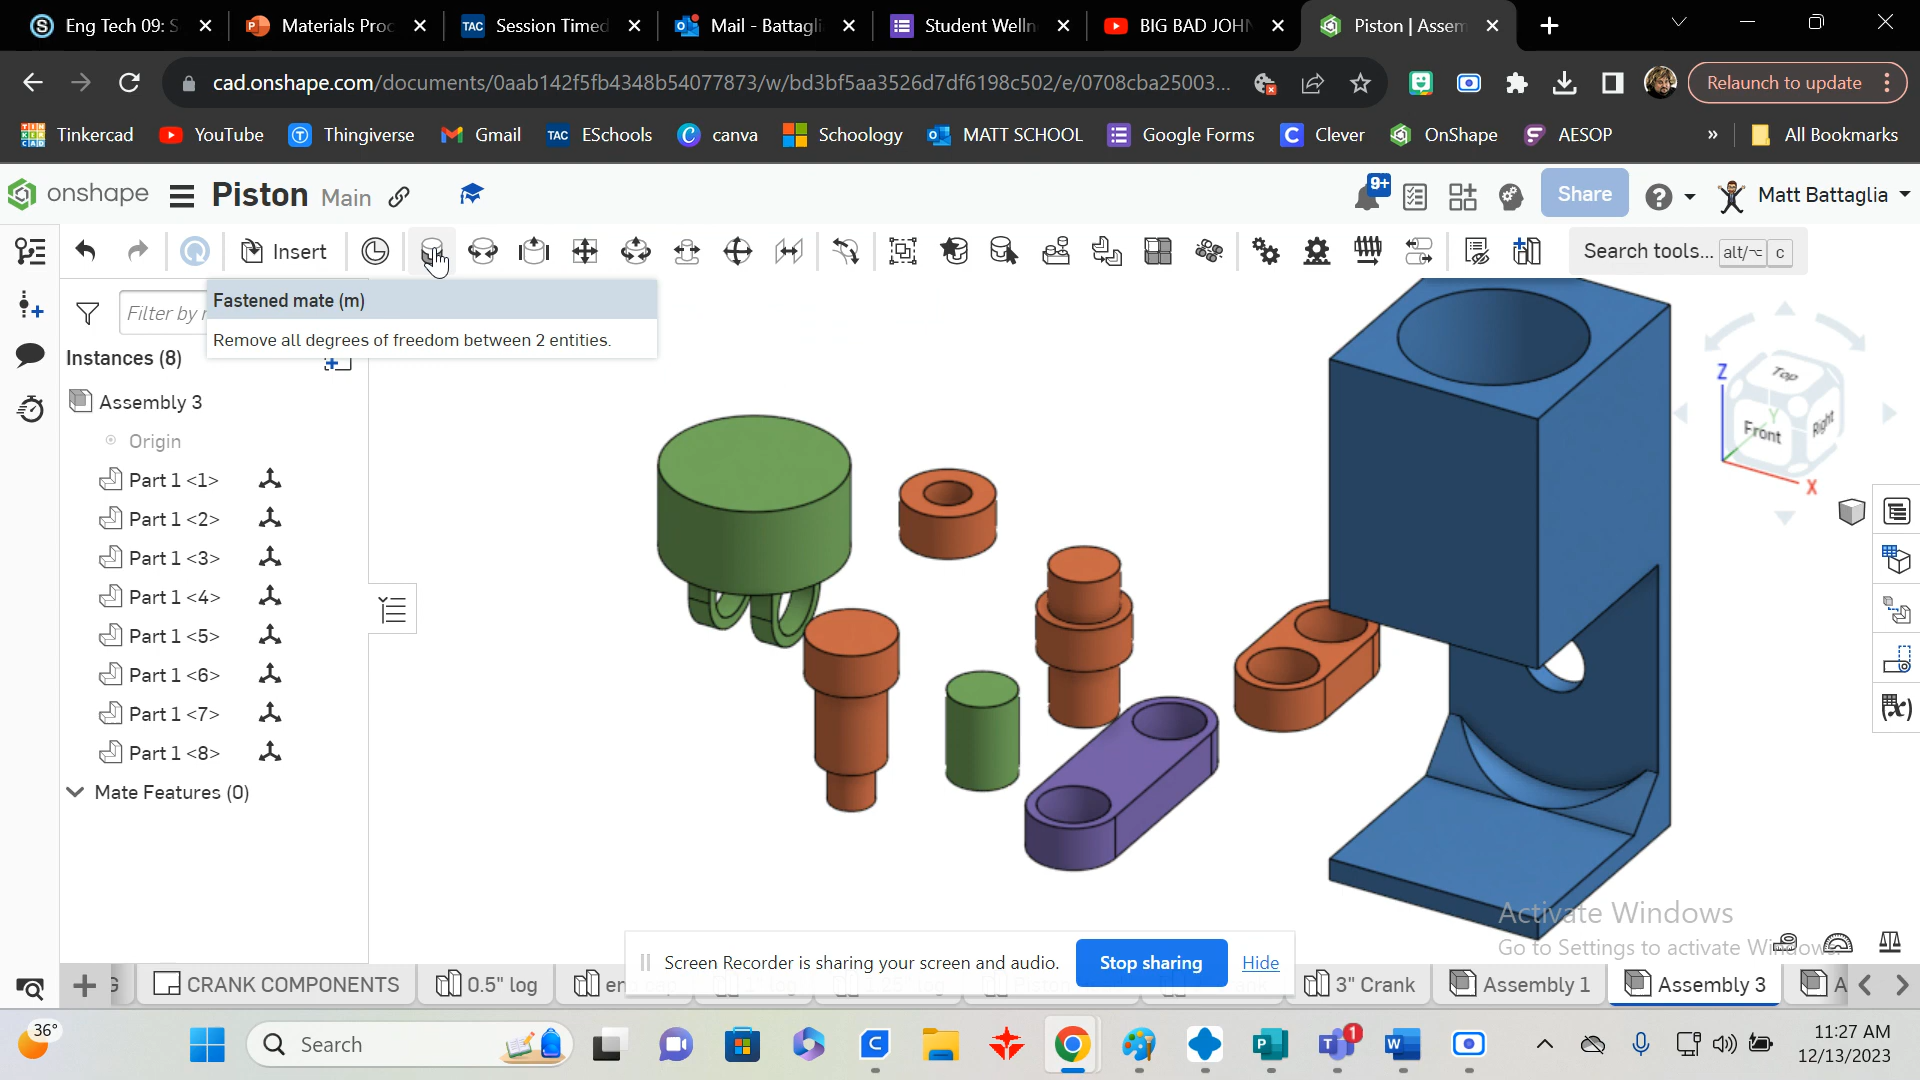 Eng Tech 09: S
Materials Proc
Session Timed
Mail - Battagli
Student Welln
BIG BAD JOHN
Piston | Assem
cad.onshape.com/documents/0aab142f5fb4348b54077873/w/bd3bf5aa3526d7df6198c502/e/0708cba25003...
Relaunch to update
Tinkercad
YouTube
Thingiverse
Gmail
TAC
ESchools
canva
Schoology
MATT SCHOOL
Google Forms
Clever
OnShape
AESOP
»
All Bookmarks
onshape
Piston Main
9+
Share
Matt Battaglia
Insert
Search tools... alt/⌥ c
Fastened mate (m)
Remove all degrees of freedom between 2 entities.
Filter by n
Instances (8)
Assembly 3
Origin
Part 1 <1>
Part 1 <2>
Part 1 <3>
Part 1 <4>
Part 1 <5>
Part 1 <6>
Part 1 <7>
Part 1 <8>
Mate Features (0)
Z
Top
Y
Front
Right
X
(x)
Activate Windows
Go to Settings to activate Windows.
Screen Recorder is sharing your screen and audio.
Stop sharing
Hide
G
CRANK COMPONENTS
0.5" log
3" Crank
Assembly 1
Assembly 3
A
36°
Search
1
11:27 AM
12/13/2023